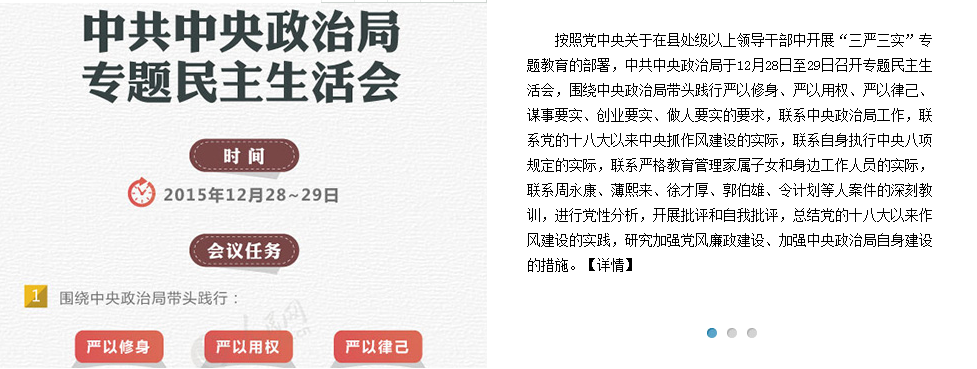 中共中央政治局
专题民主生活会
时 间
2015年12月28~29日
会议任务
1 围绕中央政治局带头践行：
严以修身 严以用权 严以律己
按照党中央关于在县处级以上领导干部中开展“三严三实”专
题教育的部署，中共中央政治局于12月28日至29日召开专题民主生
活会，围绕中央政治局带头践行严以修身、严以用权、严以律己、
谋事要实、创业要实、做人要实的要求，联系中央政治局工作，联
系党的十八大以来中央抓作风建设的实际，联系自身执行中央八项
规定的实际，联系严格教育管理家属子女和身边工作人员的实际，
联系周永康、薄熙来、徐才厚、郭伯雄、令计划等人案件的深刻教
训，进行党性分析，开展批评和自我批评，总结党的十八大以来作
风建设的实践，研究加强党风廉政建设、加强中央政治局自身建设
的措施。【详情】